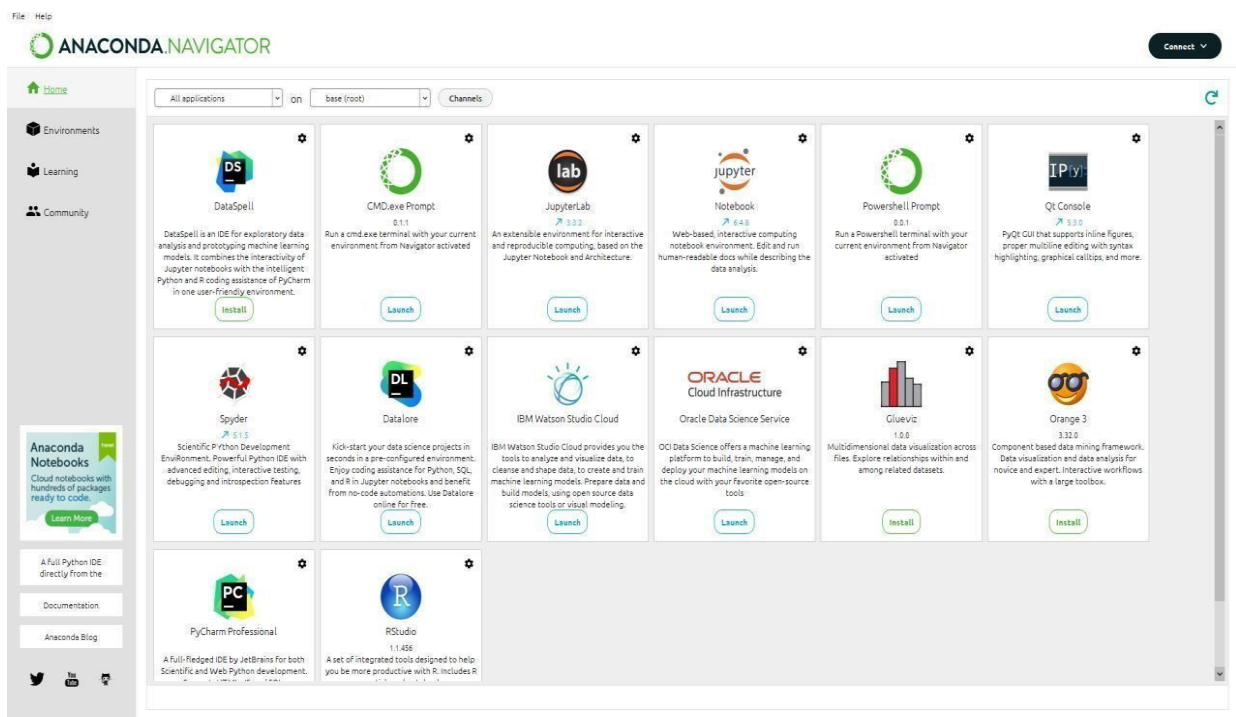 File Help
ANACONDA.NAVIGATOR
Connect
Home
Environments
Learning
Community
All applications on base (root) Channels
DS
DataSpell
DataSpell is an IDE for exploratory data
analysis and prototyping machine learning
models. It combines the interactivity of
Jupyter notebooks with the intelligent
Python and R coding assistance of PyCharm
in one user-friendly environment.
Install
CMD.exe Prompt
0.1.1
Run a cmd.exe terminal with your current
environment from Navigator activated
Launch
lab
JupyterLab
3.3.2
An extensible environment for interactive
and reproducible computing, based on the
Jupyter Notebook and Architecture.
Launch
jupyter
Notebook
6.4.8
Web-based, interactive computing
notebook environment. Edit and run
human-readable docs while describing the
data analysis.
Launch
Powershell Prompt
0.0.1
Run a Powershell terminal with your
current environment from Navigator
activated
Launch
IP[y]:
Qt Console
5.3.0
PyQt GUI that supports inline figures,
proper multiline editing with syntax
highlighting, graphical calltips, and more.
Launch
Spyder
5.1.5
Scientific PYthon Development
EnviRonment. Powerful Python IDE with
advanced editing, interactive testing,
debugging and introspection features
Launch
DL
Datalore
Kick-start your data science projects in
seconds in a pre-configured environment.
Enjoy coding assistance for Python, SQL,
and R in Jupyter notebooks and benefit
from no-code automations. Use Datalore
online for free.
Launch
IBM Watson Studio Cloud
IBM Watson Studio Cloud provides you the
tools to analyze and visualize data, to
cleanse and shape data, to create and train
machine learning models. Prepare data and
build models, using open source data
science tools or visual modeling.
Launch
ORACLE
Cloud Infrastructure
Oracle Data Science Service
OCI Data Science offers a machine learning
platform to build, train, manage, and
deploy your machine learning models on
the cloud with your favorite open-source
tools
Launch
Glueviz
1.0.0
Multidimensional data visualization across
files. Explore relationships within and
among related datasets.
Install
Orange 3
3.32.0
Component based data mining framework.
Data visualization and data analysis for
novice and expert. Interactive workflows
with a large toolbox.
Install
PC
PyCharm Professional
A full-fledged IDE by JetBrains for both
Scientific and Web Python development.
R
RStudio
1.1.456
A set of integrated tools designed to help
you be more productive with R. Includes R
Anaconda
Notebooks
Cloud notebooks with
hundreds of packages
ready to code.
Learn More
A full Python IDE
directly from the
Documentation
Anaconda Blog
You
Tube